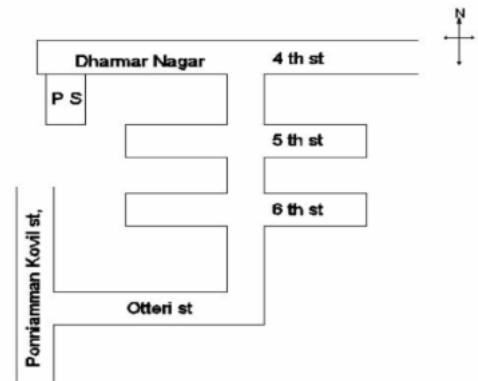 N
Dharmar Nagar 4 th st
P S
5 th st
6 th st
Ponniamman Kovil st,
Otteri st